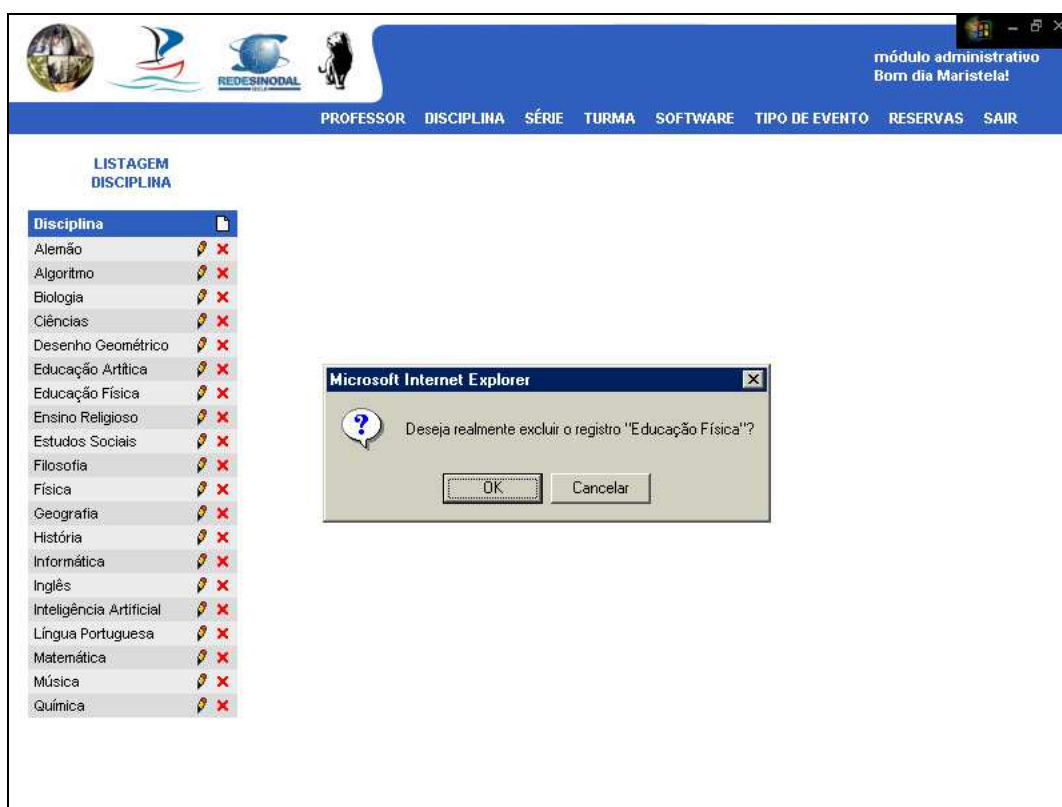 REDESINODAL
módulo administrativo
Bom dia Maristela!
PROFESSOR DISCIPLINA SÉRIE TURMA SOFTWARE TIPO DE EVENTO RESERVAS SAIR
LISTAGEM
DISCIPLINA
Disciplina
Alemão
Algoritmo
Biologia
Ciências
Desenho Geométrico
Educação Artítica
Educação Física
Ensino Religioso
Estudos Sociais
Filosofia
Física
Geografia
História
Informática
Inglês
Inteligência Artificial
Língua Portuguesa
Matemática
Música
Química
Microsoft Internet Explorer
Deseja realmente excluir o registro "Educação Física"?
OK Cancelar